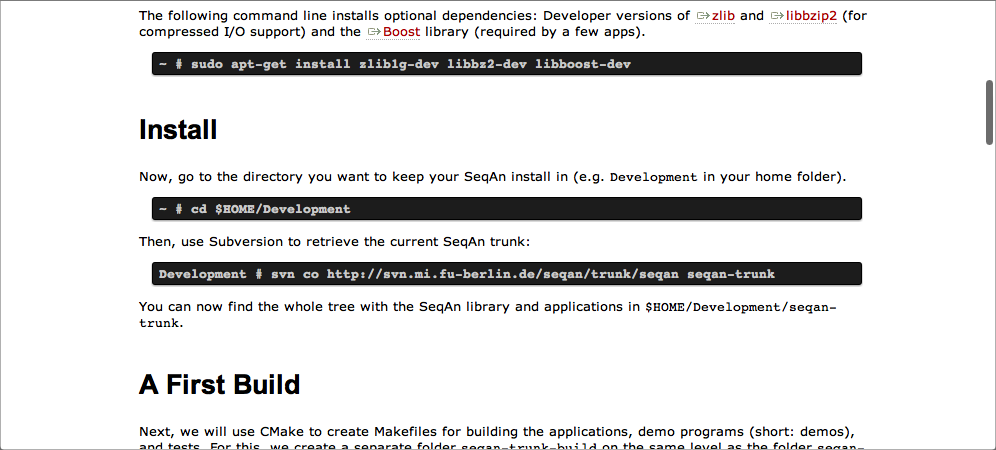 The following command line installs optional dependencies: Developer versions of zlib and libbzip2 (for
compressed I/O support) and the Boost library (required by a few apps).
~ # sudo apt-get install zlib1g-dev libbz2-dev libboost-dev
Install
Now, go to the directory you want to keep your SeqAn install in (e.g. Development in your home folder).
~ # cd $HOME/Development
Then, use Subversion to retrieve the current SeqAn trunk:
Development # svn co http://svn.mi.fu-berlin.de/seqan/trunk/seqan seqan-trunk
You can now find the whole tree with the SeqAn library and applications in $HOME/Development/seqan-
trunk.
A First Build
Next, we will use CMake to create Makefiles for building the applications, demo programs (short: demos),
and tests. For this, we create a separate folder seqan-trunk-build on the same level as the folder seqan-